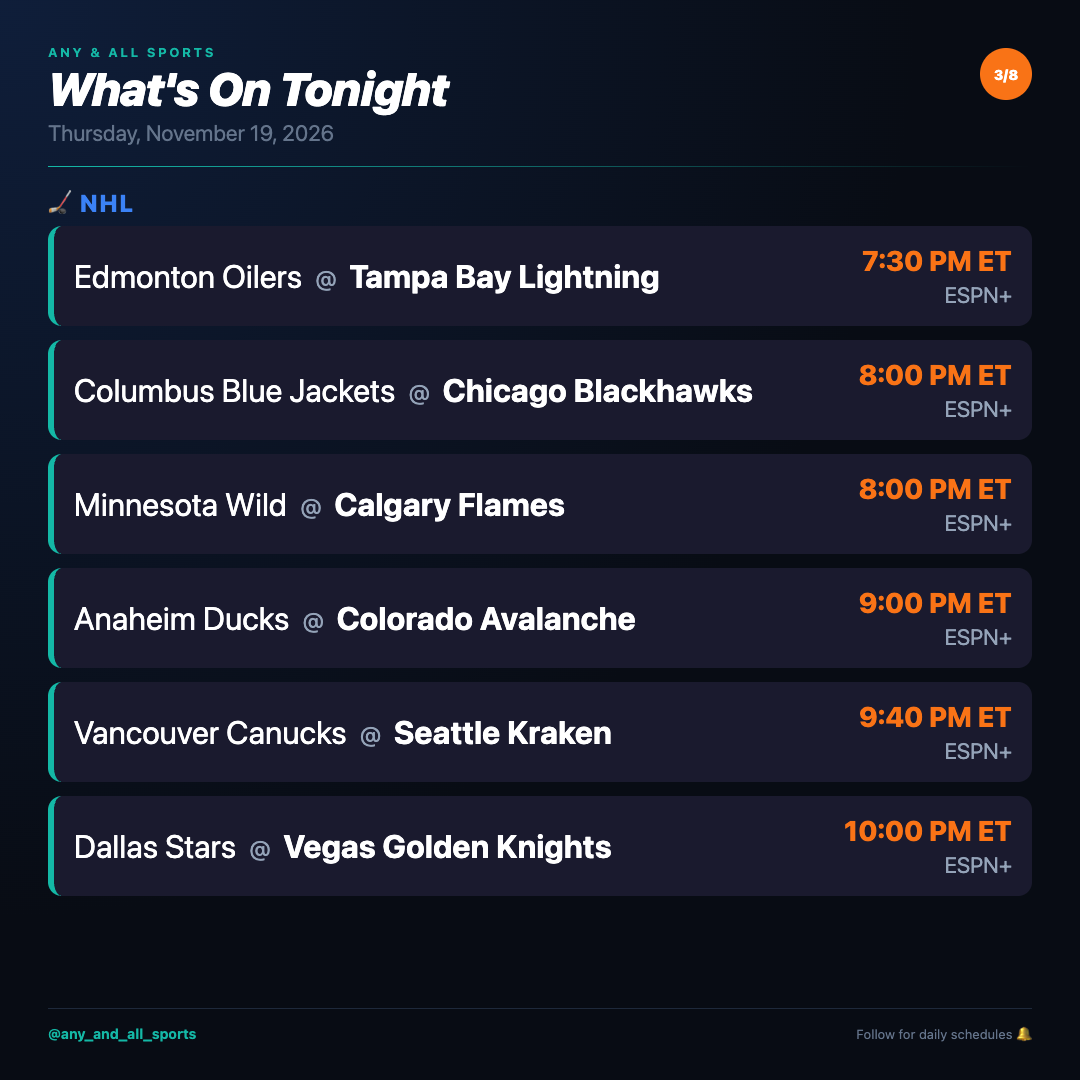 ANY & ALL SPORTS
What's On Tonight
3/8
Thursday, November 19, 2026
🏒 NHL
Edmonton Oilers @ Tampa Bay Lightning
7:30 PM ET
ESPN+
Columbus Blue Jackets @ Chicago Blackhawks
8:00 PM ET
ESPN+
Minnesota Wild @ Calgary Flames
8:00 PM ET
ESPN+
Anaheim Ducks @ Colorado Avalanche
9:00 PM ET
ESPN+
Vancouver Canucks @ Seattle Kraken
9:40 PM ET
ESPN+
Dallas Stars @ Vegas Golden Knights
10:00 PM ET
ESPN+
@any_and_all_sports
Follow for daily schedules 🔔